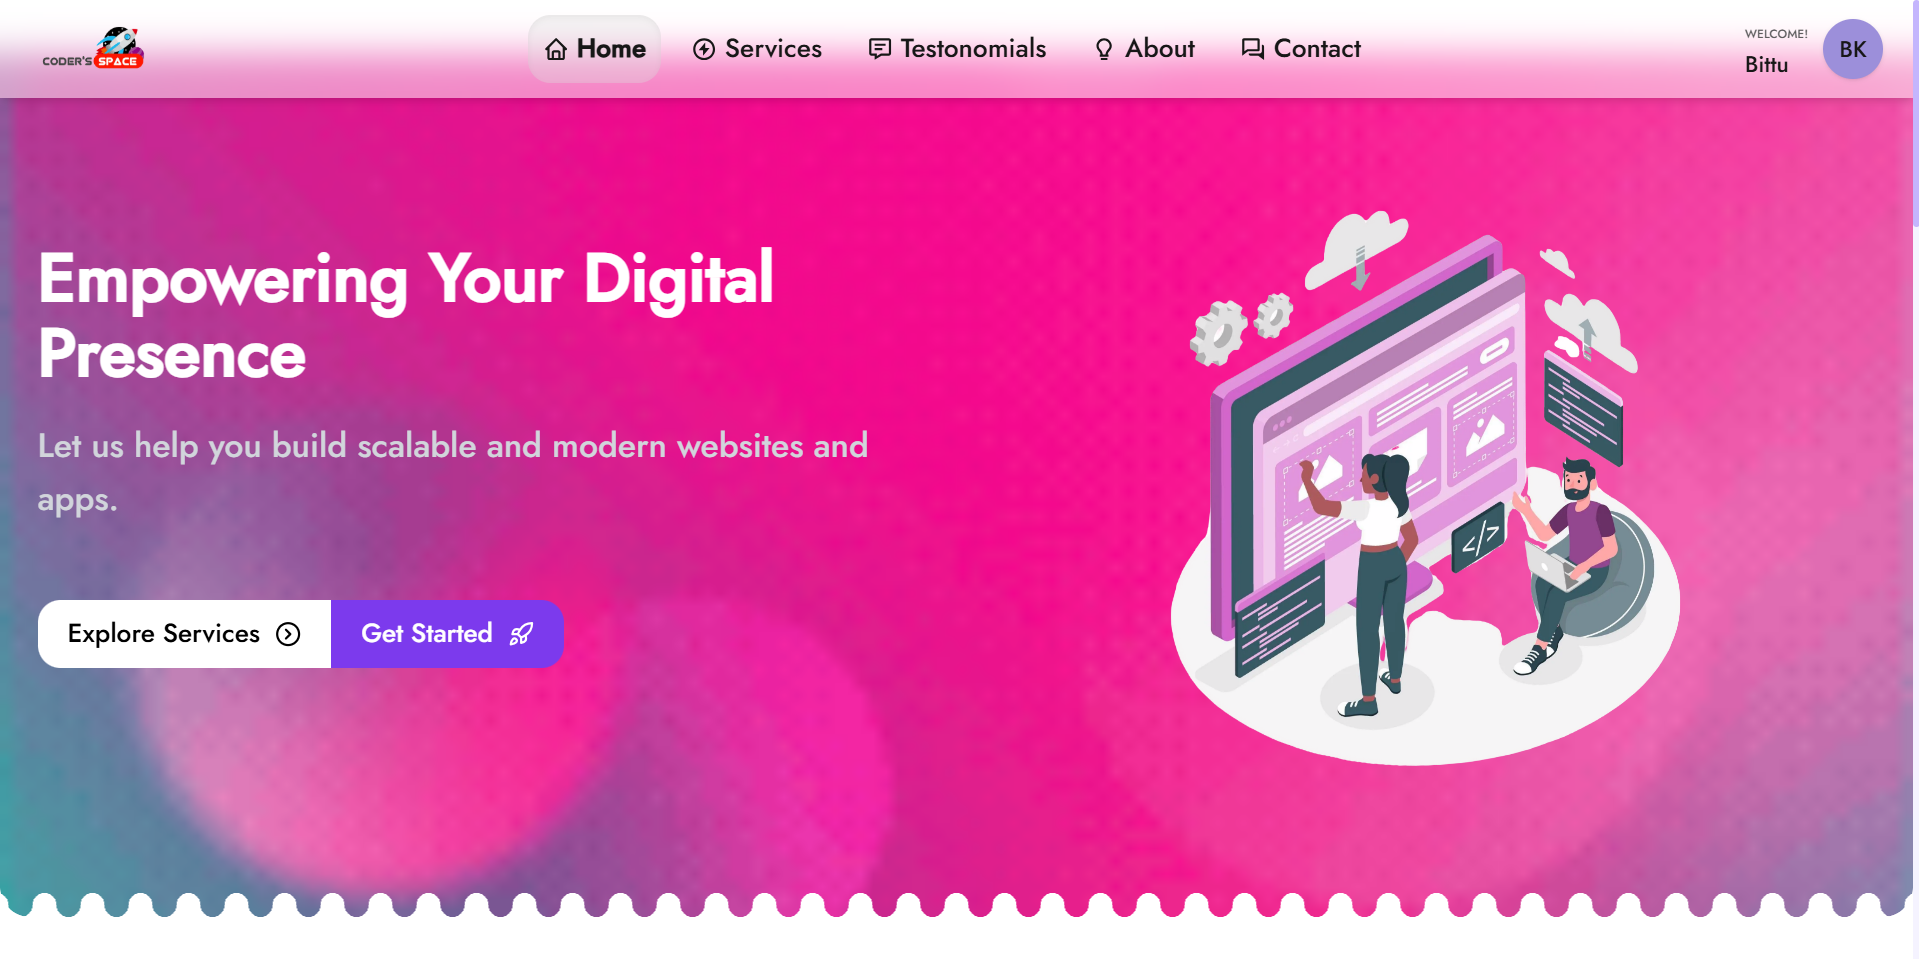 CODER'S SPACE
Home
Services
Testonomials
About
Contact
WELCOME!
Bittu
BK
Empowering Your Digital
Presence
Let us help you build scalable and modern websites and
apps.
Explore Services
Get Started
</>